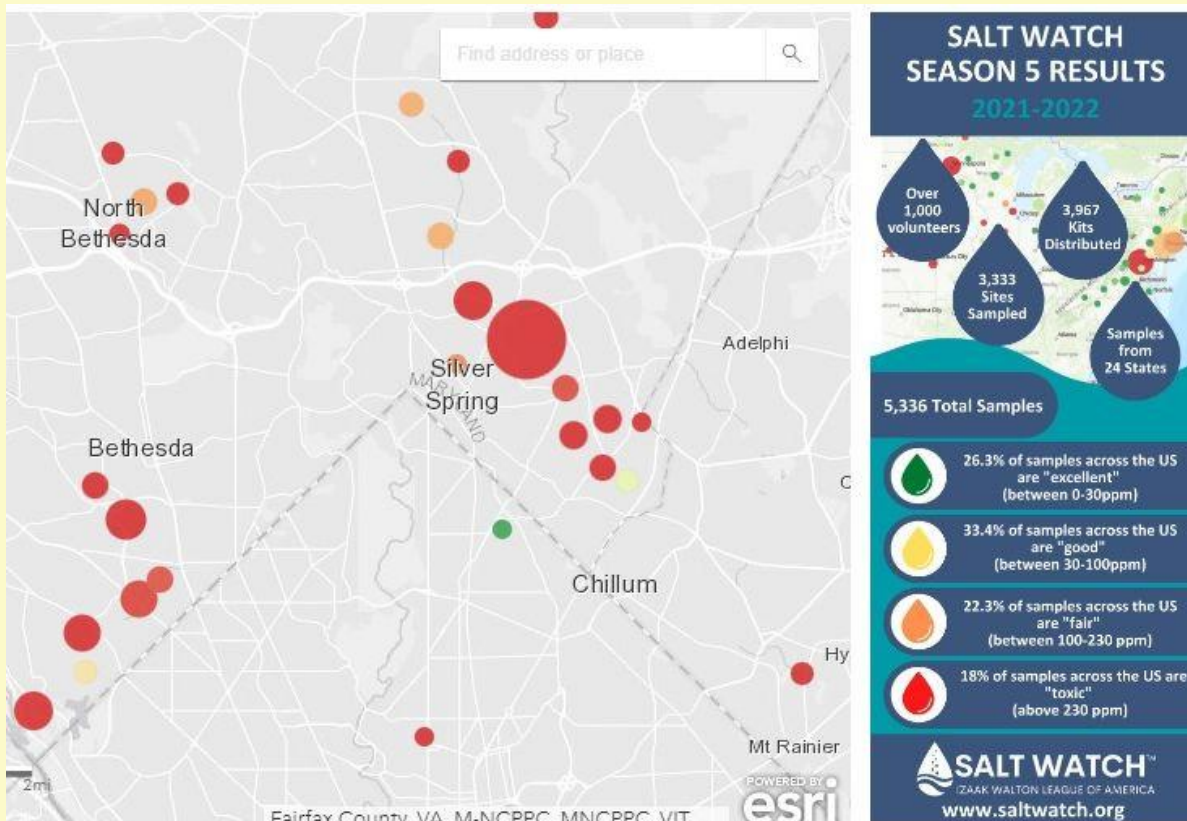 Find address or place
North
Bethesda
Adelphi
Silver
Spring
MARYLAND
Bethesda
C
Chillum
Hy
Mt Rainier
2mi
POWERED BY
esri
Fairfax County, VA, M-NCPPC, MNCPPC, VIT
SALT WATCH
SEASON 5 RESULTS
2021-2022
Over
1,000
volunteers
3,967
Kits
Distributed
3,333
Sites
Sampled
Samples
from
24 States
5,336 Total Samples
26.3% of samples across the US
are "excellent"
(between 0-30ppm)
33.4% of samples across the US
are "good"
(between 30-100ppm)
22.3% of samples across the US
are "fair"
(between 100-230 ppm)
18% of samples across the US are
"toxic"
(above 230 ppm)
SALT WATCH™
IZAAK WALTON LEAGUE OF AMERICA
www.saltwatch.org